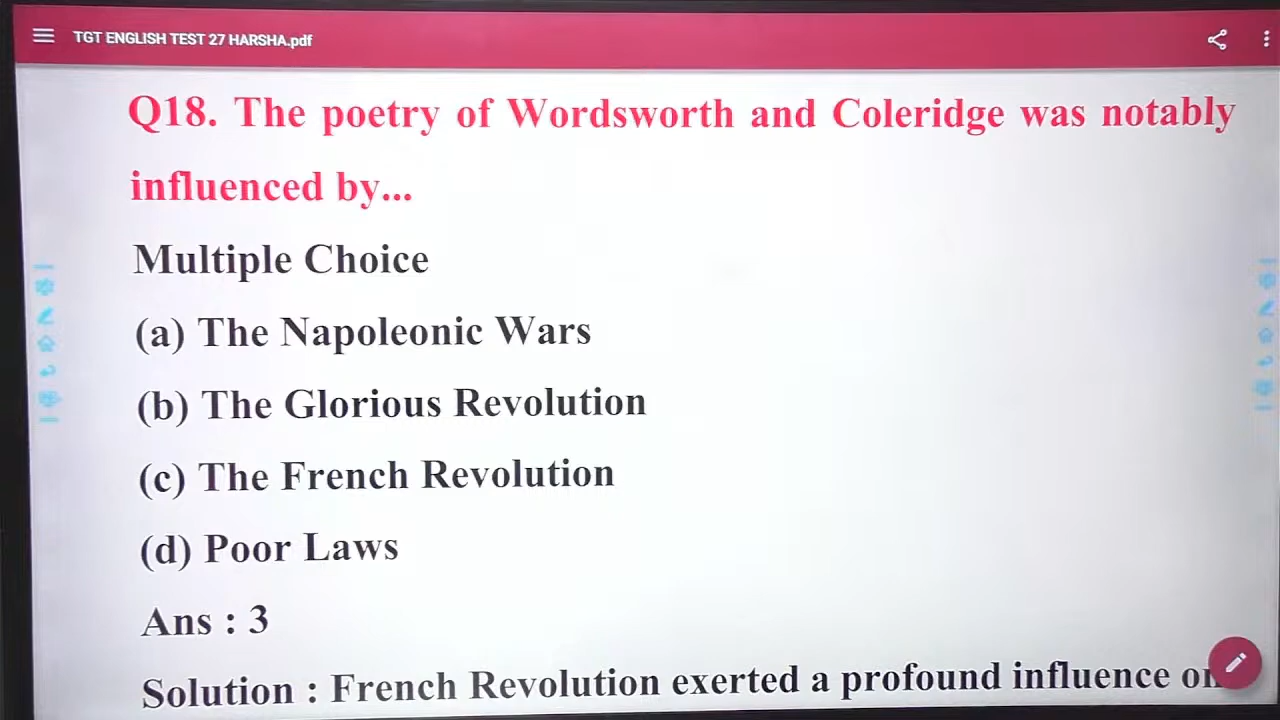 TGT ENGLISH TEST 27 HARSHA.pdf
Q18. The poetry of Wordsworth and Coleridge was notably
influenced by...
Multiple Choice
(a) The Napoleonic Wars
(b) The Glorious Revolution
(c) The French Revolution
(d) Poor Laws
Ans : 3
Solution : French Revolution exerted a profound influence